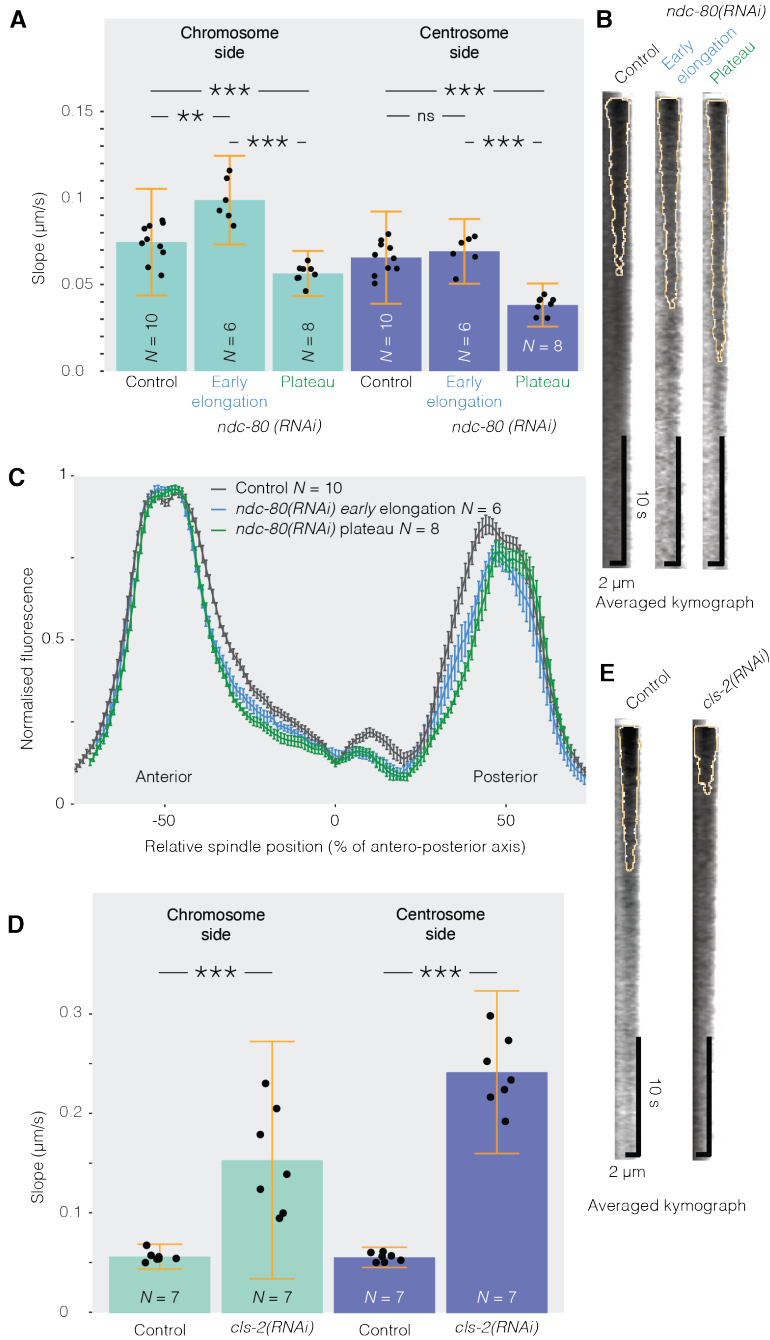 A
Chromosome
side
Centrosome
side
***
***
**
ns
***
***
0.15
0.1
0.05
0.0
Slope (µm/s)
N = 10
N = 6
N = 8
N = 10
N = 6
N = 8
Control
Early
elongation
Plateau
Control
Early
elongation
Plateau
ndc-80 (RNAi)
ndc-80 (RNAi)
B
ndc-80(RNAi)
Control
Early
elongation
Plateau
10 s
2 µm
Averaged kymograph
C
Control N = 10
ndc-80(RNAi) early elongation N = 6
ndc-80(RNAi) plateau N = 8
1
0.5
0
Normalised fluorescence
Anterior
Posterior
-50
0
50
Relative spindle position (% of antero-posterior axis)
D
Chromosome
side
Centrosome
side
***
***
0.3
0.2
0.1
0
Slope (µm/s)
N = 7
N = 7
N = 7
N = 7
Control
cls-2(RNAi)
Control
cls-2(RNAi)
E
Control
cls-2(RNAi)
10 s
2 µm
Averaged kymograph